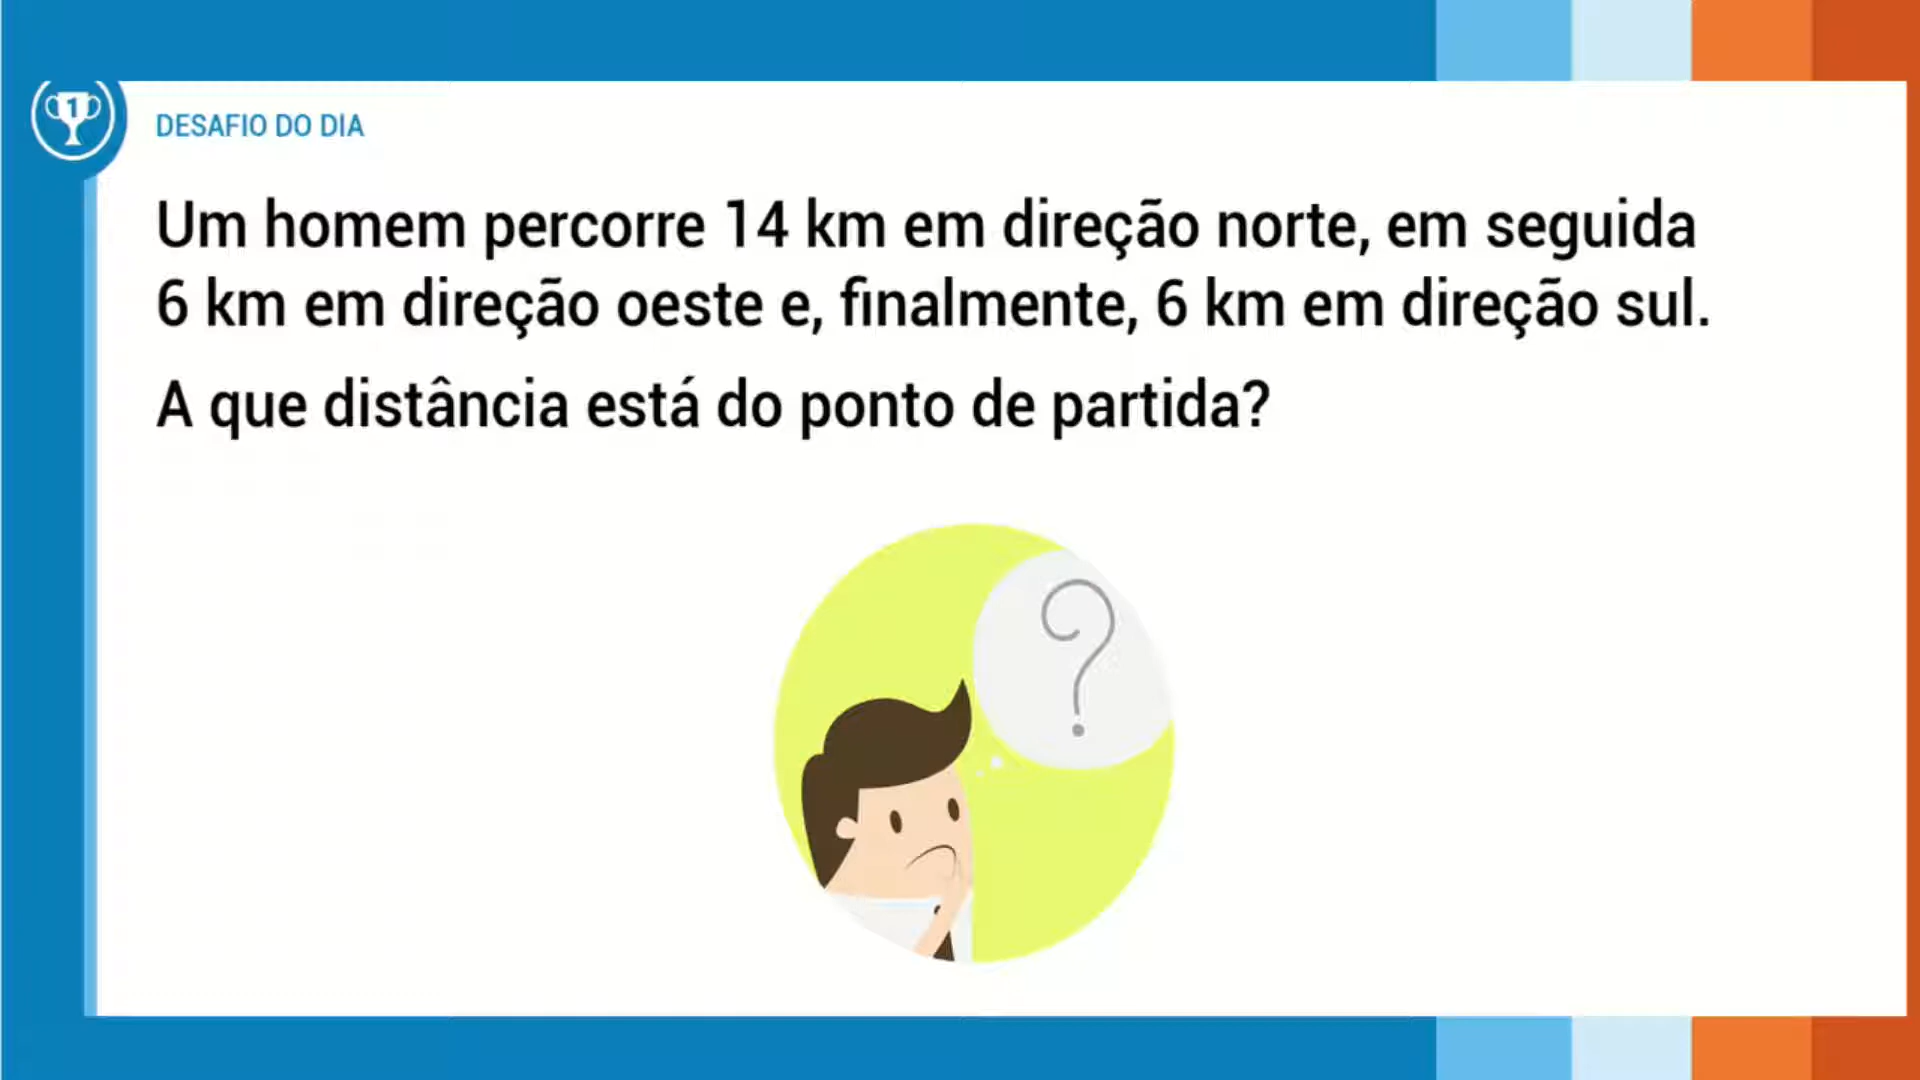 1
DESAFIO DO DIA
Um homem percorre 14 km em direção norte, em seguida
6 km em direção oeste e, finalmente, 6 km em direção sul.
A que distância está do ponto de partida?
?